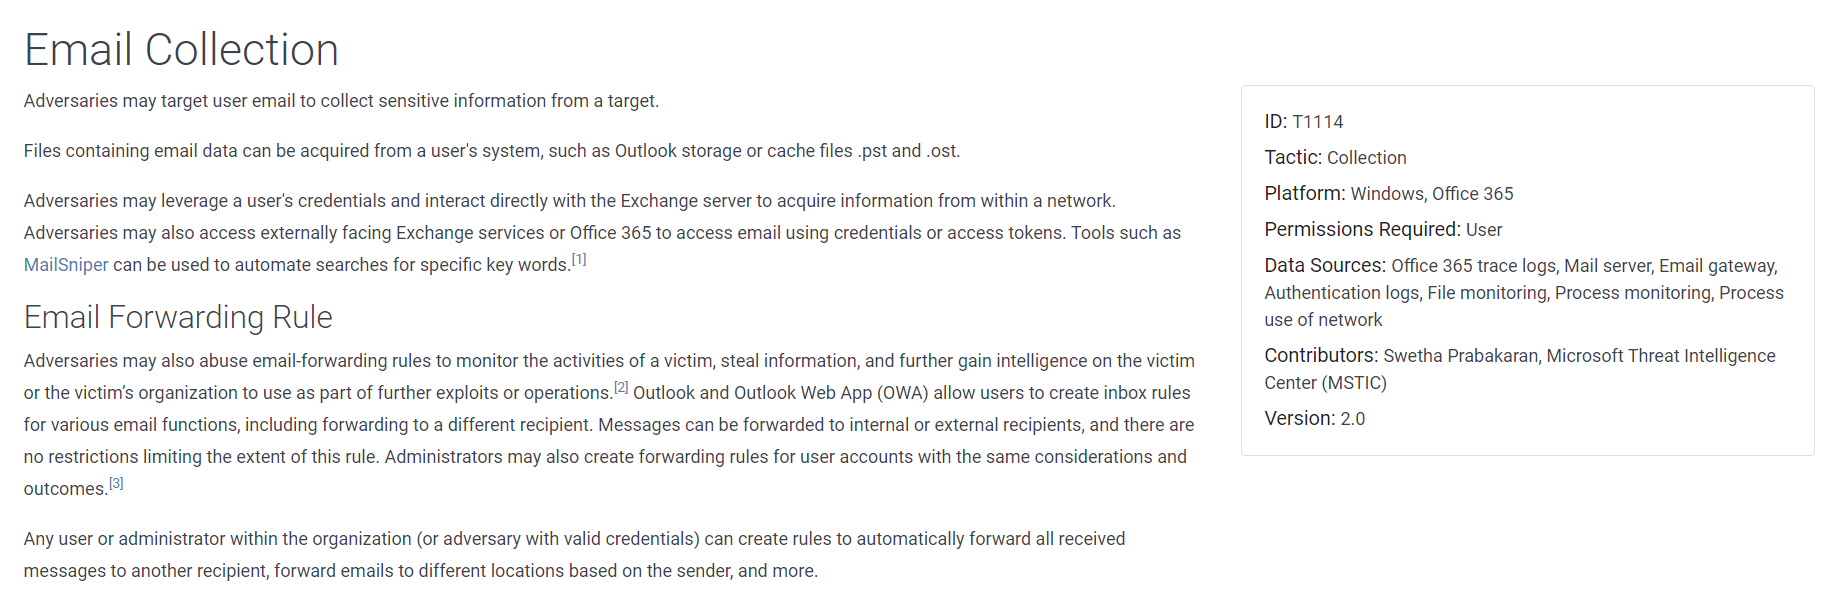 Email Collection
Adversaries may target user email to collect sensitive information from a target.
Files containing email data can be acquired from a user's system, such as Outlook storage or cache files .pst and .ost.
Adversaries may leverage a user's credentials and interact directly with the Exchange server to acquire information from within a network.
Adversaries may also access externally facing Exchange services or Office 365 to access email using credentials or access tokens. Tools such as
MailSniper can be used to automate searches for specific key words.[1]
Email Forwarding Rule
Adversaries may also abuse email-forwarding rules to monitor the activities of a victim, steal information, and further gain intelligence on the victim
or the victim’s organization to use as part of further exploits or operations.[2] Outlook and Outlook Web App (OWA) allow users to create inbox rules
for various email functions, including forwarding to a different recipient. Messages can be forwarded to internal or external recipients, and there are
no restrictions limiting the extent of this rule. Administrators may also create forwarding rules for user accounts with the same considerations and
outcomes.[3]
Any user or administrator within the organization (or adversary with valid credentials) can create rules to automatically forward all received
messages to another recipient, forward emails to different locations based on the sender, and more.
ID: T1114
Tactic: Collection
Platform: Windows, Office 365
Permissions Required: User
Data Sources: Office 365 trace logs, Mail server, Email gateway,
Authentication logs, File monitoring, Process monitoring, Process
use of network
Contributors: Swetha Prabakaran, Microsoft Threat Intelligence
Center (MSTIC)
Version: 2.0